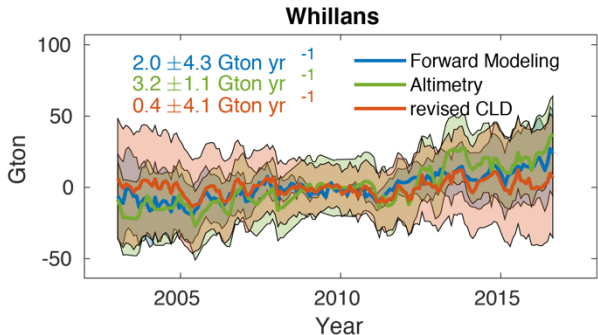 Whillans
100
50
0
-50
Gton
2.0 ±4.3 Gton yr -1
3.2 ±1.1 Gton yr -1
0.4 ±4.1 Gton yr -1
Forward Modeling
Altimetry
revised CLD
2005 2010 2015
Year